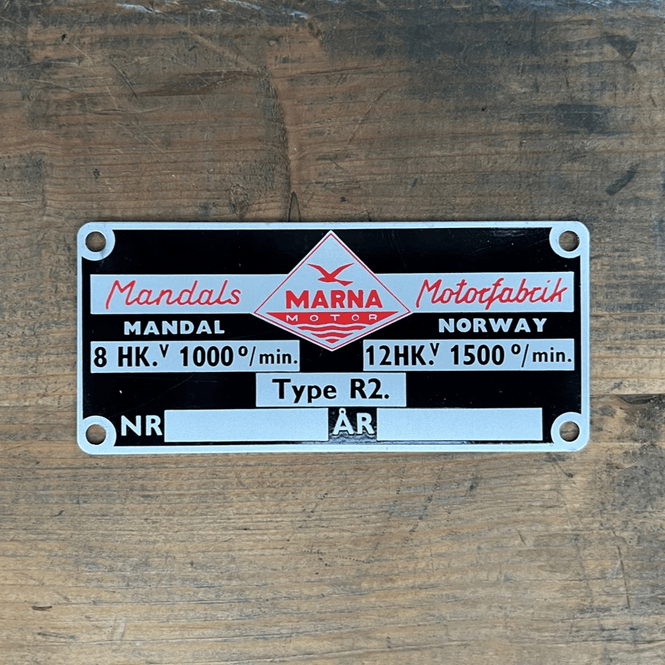 Mandals MARNA Motorfabrik
MOTOR
MANDAL NORWAY
8 HK.V 1000 º/min. 12HK.V 1500 º/min.
Type R2.
NR ÅR